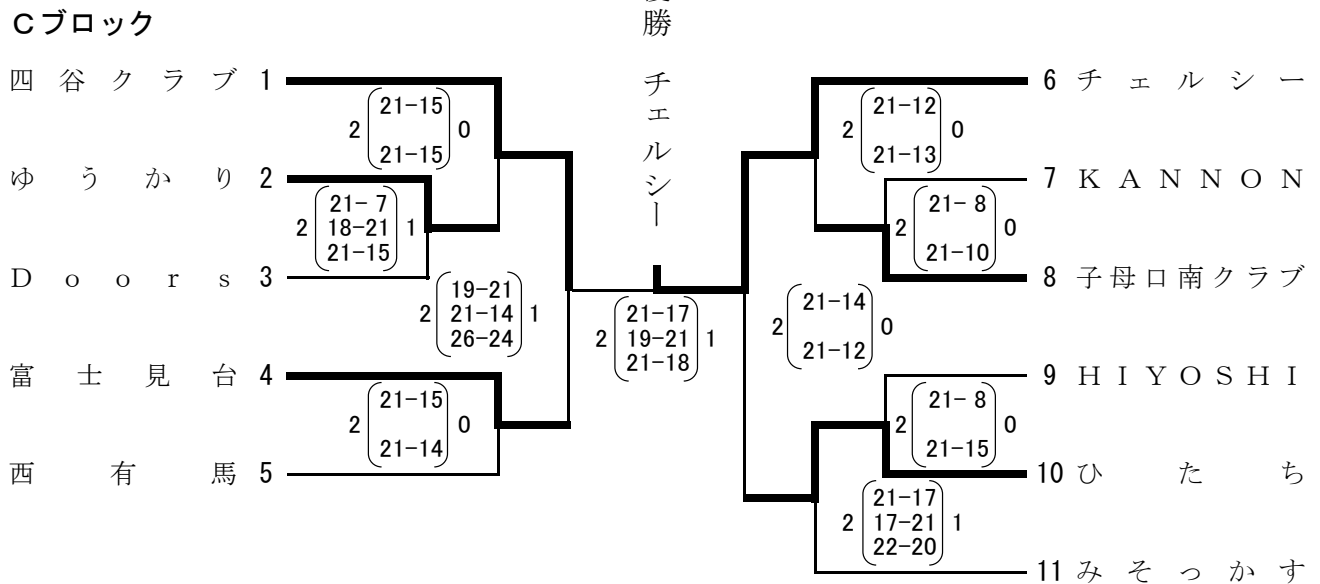 Cブロック
勝 チェルシー
四谷クラブ 1
ゆうかり 2
Doors 3
富士見台 4
西有馬 5
2 21-15 0
21-15
2 21- 7 1
18-21
21-15
2 19-21 1
21-14
26-24
2 21-15 0
21-14
2 21-17 1
19-21
21-18
6 チェルシー
7 KANNON
8 子母口南クラブ
9 HIYOSHI
10 ひたち
11 みそっかす
2 21-12 0
21-13
2 21- 8 0
21-10
2 21-14 0
21-12
2 21- 8 0
21-15
2 21-17 1
17-21
22-20